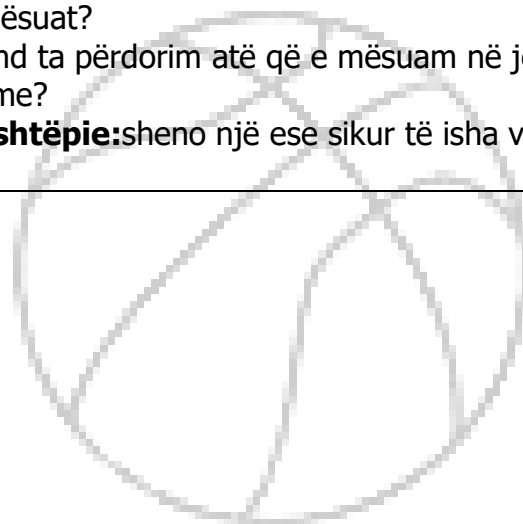 ësuat?
nd ta përdorim atë që e mësuam në je
me?
shtëpie:sheno një ese sikur të isha v